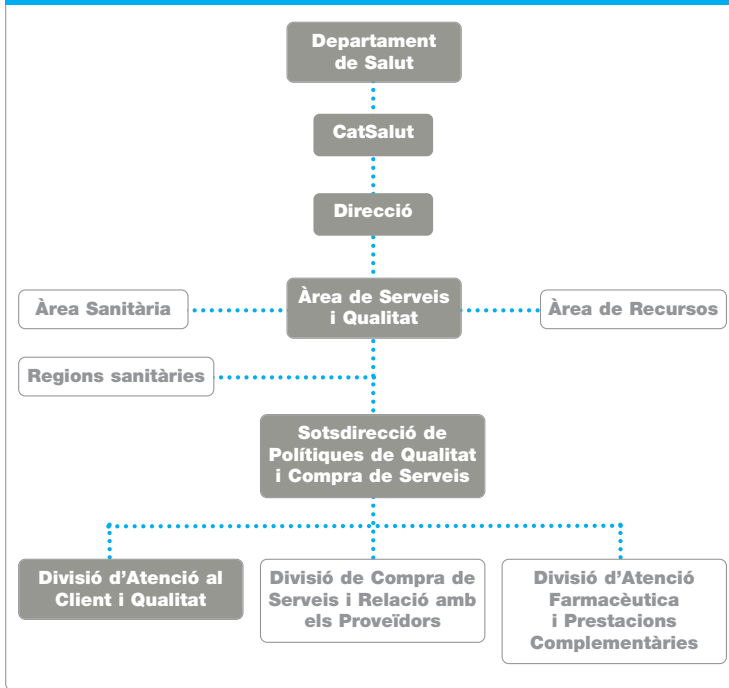 Departament
de Salut
CatSalut
Direcció
Àrea Sanitària
Àrea de Serveis
i Qualitat
Àrea de Recursos
Regions sanitàries
Sotsdirecció de
Polítiques de Qualitat
i Compra de Serveis
Divisió d’Atenció al
Client i Qualitat
Divisió de Compra de
Serveis i Relació amb
els Proveïdors
Divisió d’Atenció
Farmacèutica
i Prestacions
Complementàries